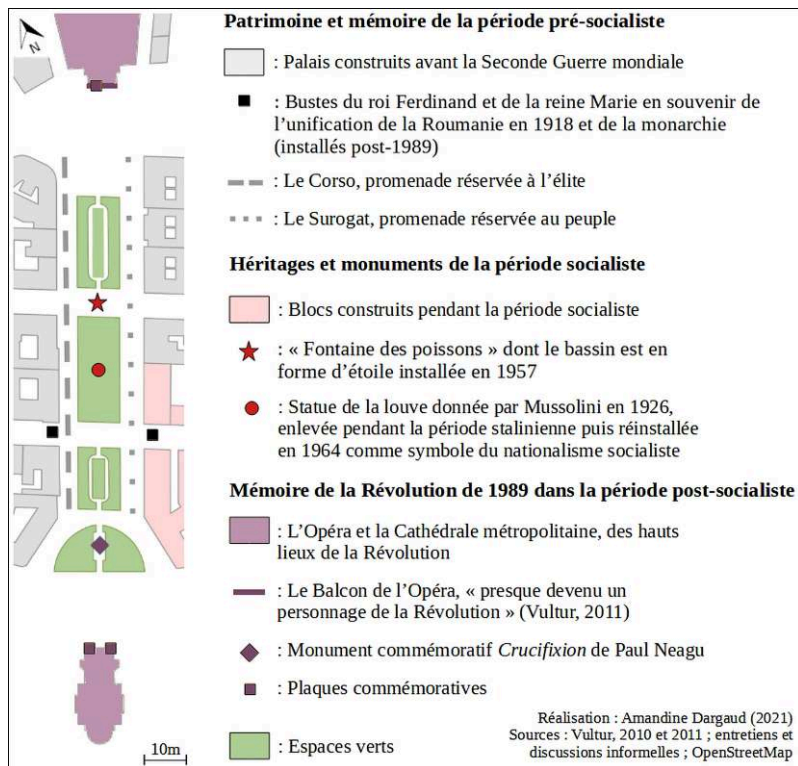 N
Patrimoine et mémoire de la période pré-socialiste
: Palais construits avant la Seconde Guerre mondiale
: Bustes du roi Ferdinand et de la reine Marie en souvenir de
l’unification de la Roumanie en 1918 et de la monarchie
(installés post-1989)
: Le Corso, promenade réservée à l’élite
: Le Surogat, promenade réservée au peuple
Héritages et monuments de la période socialiste
: Blocs construits pendant la période socialiste
: « Fontaine des poissons » dont le bassin est en
forme d’étoile installée en 1957
: Statue de la louve donnée par Mussolini en 1926,
enlevée pendant la période stalinienne puis réinstallée
en 1964 comme symbole du nationalisme socialiste
Mémoire de la Révolution de 1989 dans la période post-socialiste
: L’Opéra et la Cathédrale métropolitaine, des hauts
lieux de la Révolution
: Le Balcon de l’Opéra, « presque devenu un
personnage de la Révolution » (Vultur, 2011)
: Monument commémoratif Crucifixion de Paul Neagu
: Plaques commémoratives
: Espaces verts
10m
Réalisation : Amandine Dargaud (2021)
Sources : Vultur, 2010 et 2011 ; entretiens et
discussions informelles ; OpenStreetMap